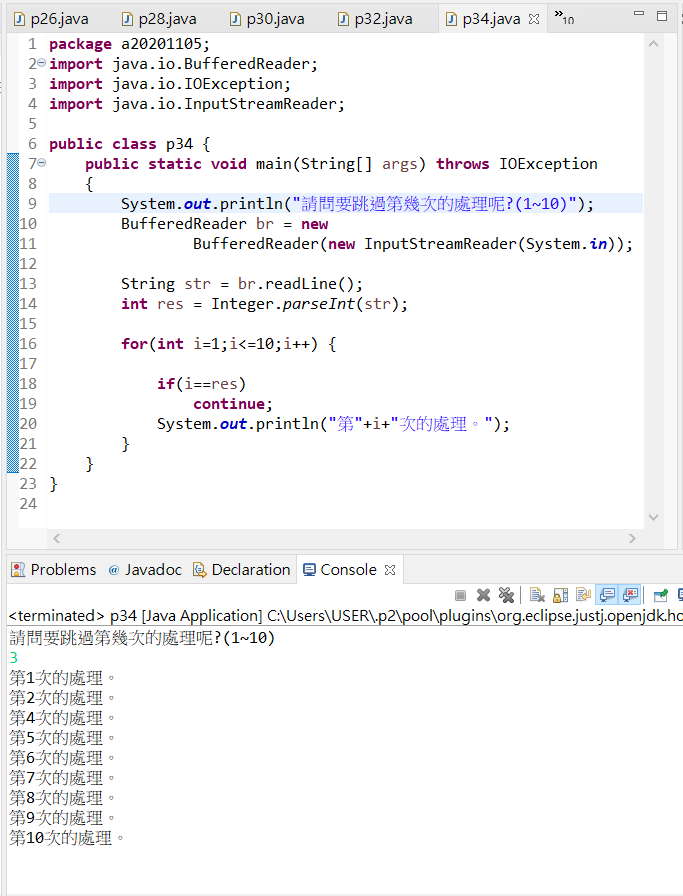 p26.java p28.java p30.java p32.java p34.java »10
1 package a20201105;
2 import java.io.BufferedReader;
3 import java.io.IOException;
4 import java.io.InputStreamReader;
5
6 public class p34 {
7 public static void main(String[] args) throws IOException
8 {
9 System.out.println("請問要跳過第幾次的處理呢?(1~10)");
10 BufferedReader br = new
11 BufferedReader(new InputStreamReader(System.in));
12
13 String str = br.readLine();
14 int res = Integer.parseInt(str);
15
16 for(int i=1;i<=10;i++) {
17
18 if(i==res)
19 continue;
20 System.out.println("第"+i+"次的處理。");
21 }
22 }
23 }
24
Problems @ Javadoc Declaration Console
<terminated> p34 [Java Application] C:\Users\USER\.p2\pool\plugins\org.eclipse.justj.openjdk.ho
請問要跳過第幾次的處理呢?(1~10)
3
第1次的處理。
第2次的處理。
第4次的處理。
第5次的處理。
第6次的處理。
第7次的處理。
第8次的處理。
第9次的處理。
第10次的處理。